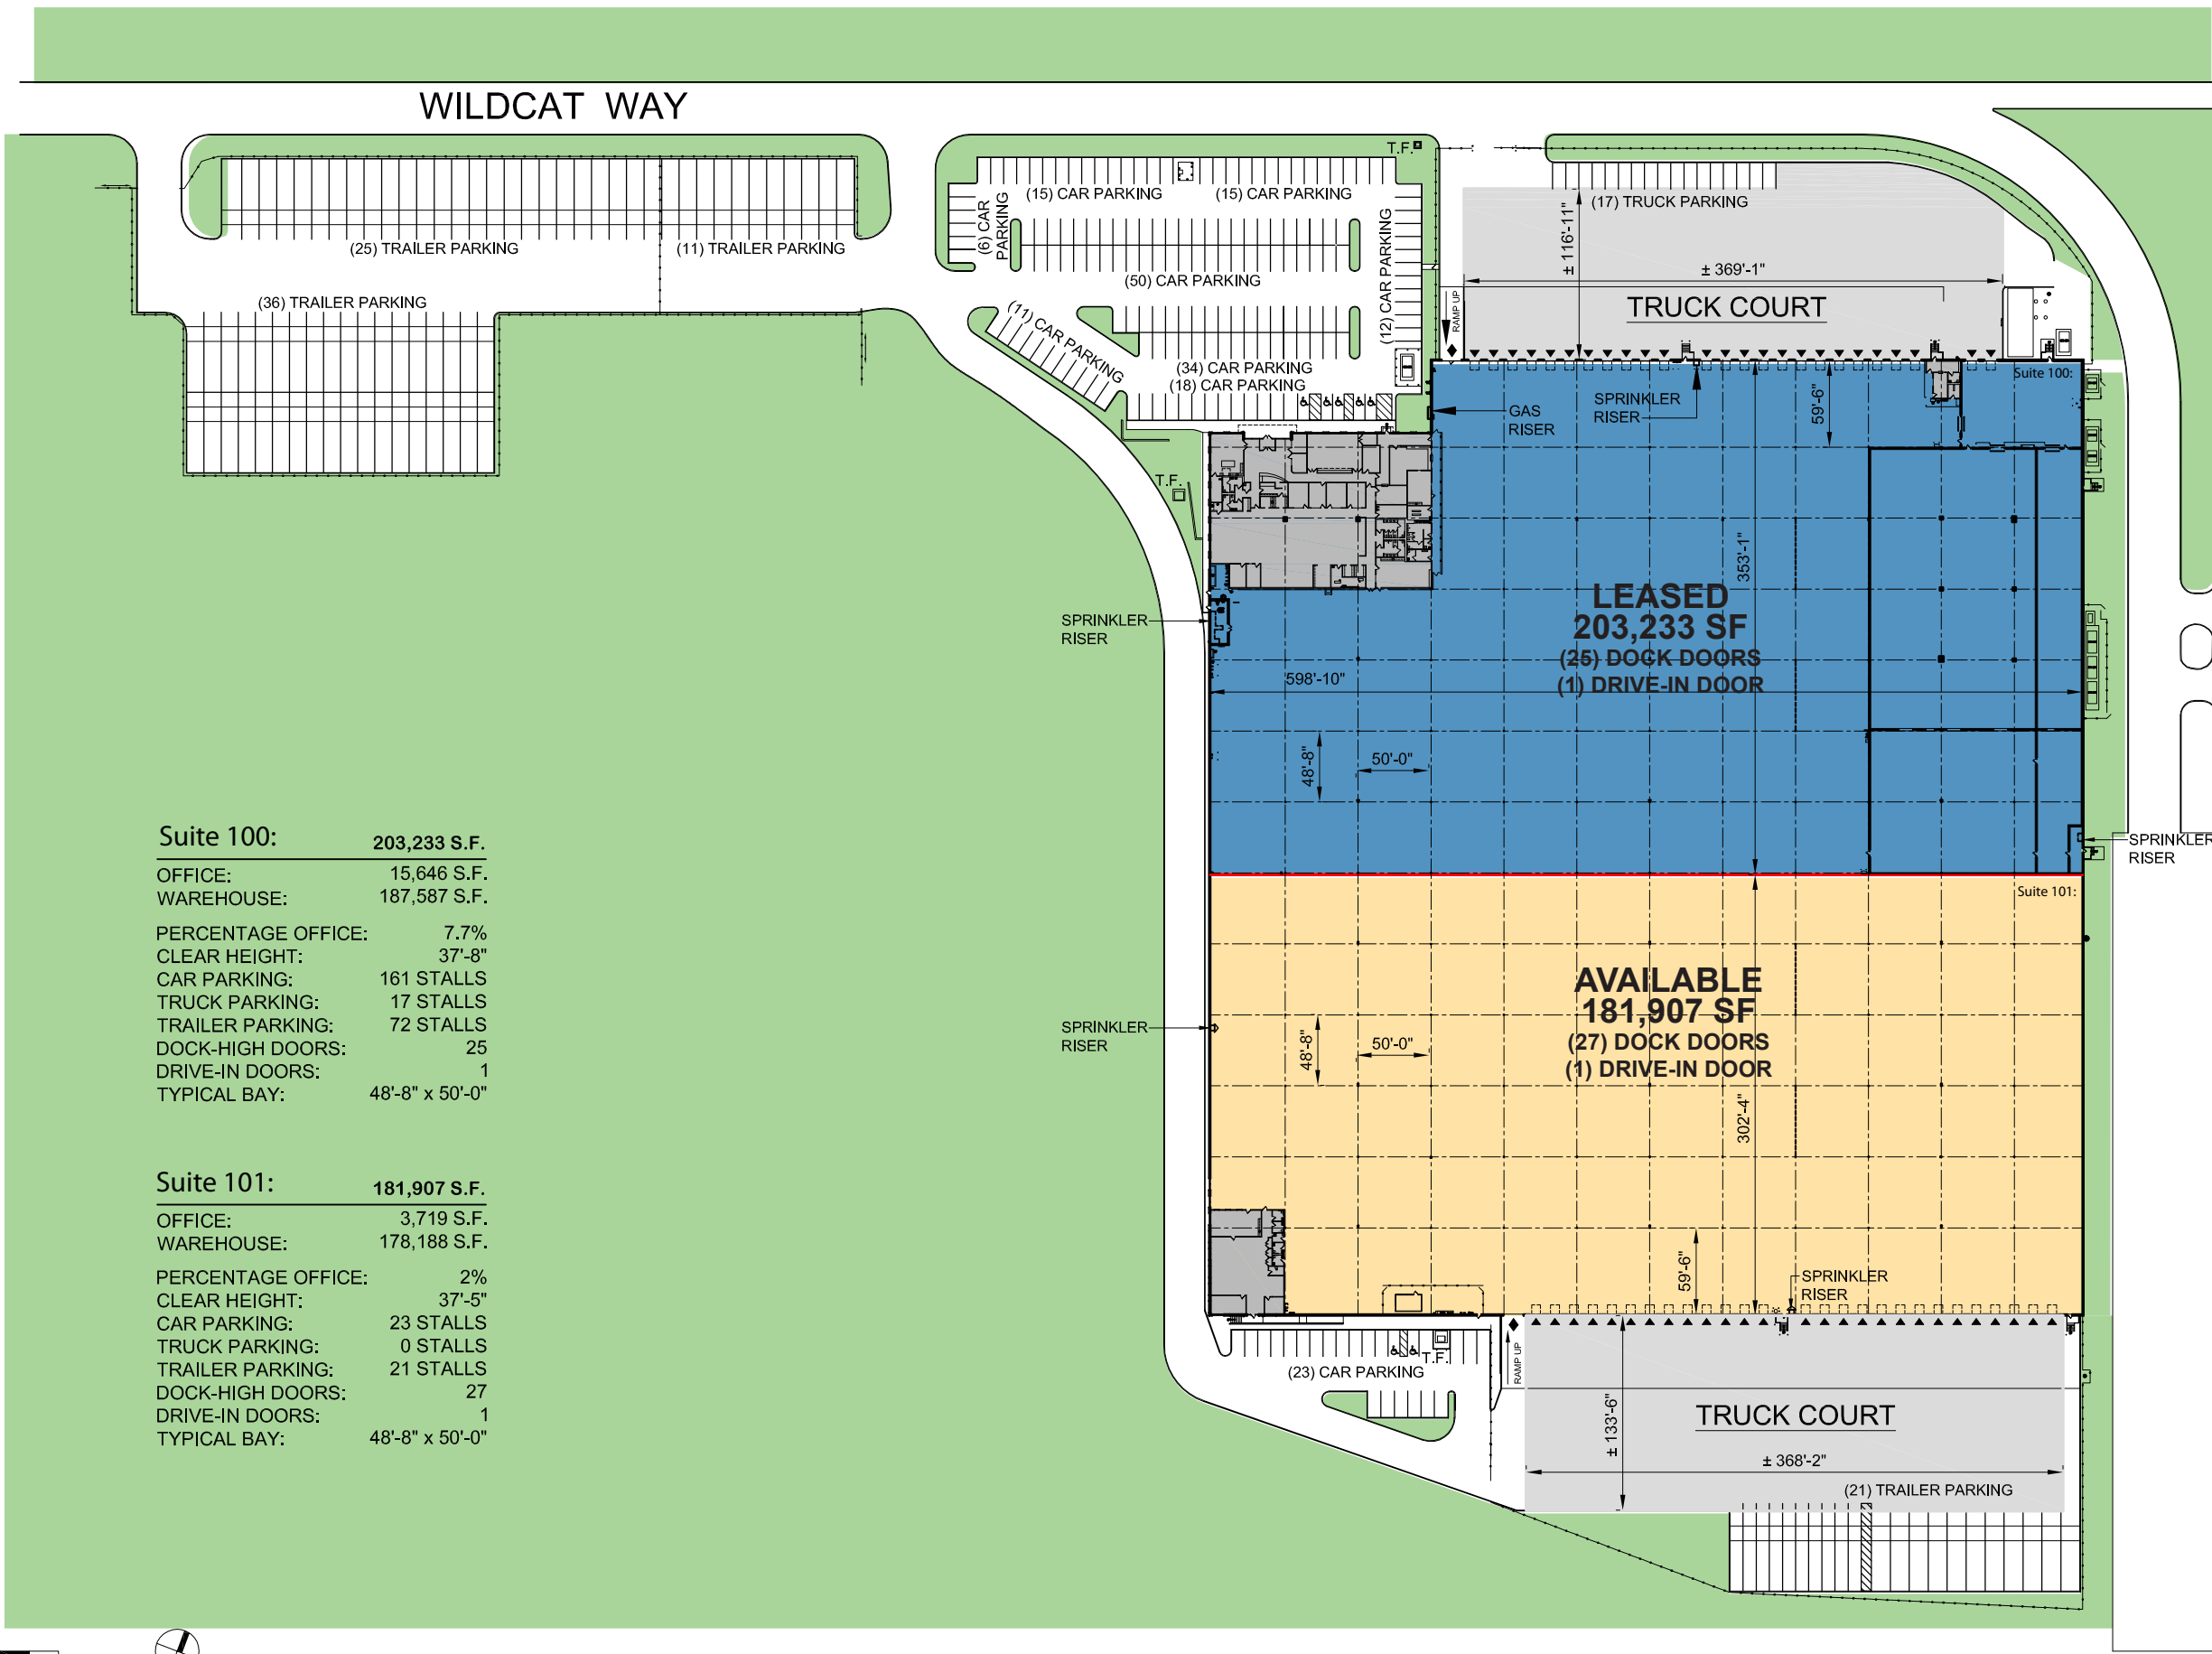 WILDCAT WAY
T.F.
(15) CAR PARKING
(15) CAR PARKING
(6) CAR
PARKING
(12) CAR PARKING
(17) TRUCK PARKING
± 116'-11"
(25) TRAILER PARKING
(11) TRAILER PARKING
(50) CAR PARKING
± 369'-1"
(36) TRAILER PARKING
(11) CAR PARKING
RAMP UP
TRUCK COURT
(34) CAR PARKING
(18) CAR PARKING
Suite 100:
GAS
RISER
SPRINKLER
RISER
59'-6"
T.F.
353'-1"
LEASED
203,233 SF
(25) DOCK DOORS
(1) DRIVE-IN DOOR
SPRINKLER
RISER
598'-10"
48'-8"
50'-0"
SPRINKLER
RISER
Suite 100:
203,233 S.F.
OFFICE: 15,646 S.F.
WAREHOUSE: 187,587 S.F.
PERCENTAGE OFFICE: 7.7%
CLEAR HEIGHT: 37'-8"
CAR PARKING: 161 STALLS
TRUCK PARKING: 17 STALLS
TRAILER PARKING: 72 STALLS
DOCK-HIGH DOORS: 25
DRIVE-IN DOORS: 1
TYPICAL BAY: 48'-8" x 50'-0"
Suite 101:
AVAILABLE
181,907 SF
(27) DOCK DOORS
(1) DRIVE-IN DOOR
SPRINKLER
RISER
48'-8"
50'-0"
302'-4"
Suite 101:
181,907 S.F.
OFFICE: 3,719 S.F.
WAREHOUSE: 178,188 S.F.
PERCENTAGE OFFICE: 2%
CLEAR HEIGHT: 37'-5"
CAR PARKING: 23 STALLS
TRUCK PARKING: 0 STALLS
TRAILER PARKING: 21 STALLS
DOCK-HIGH DOORS: 27
DRIVE-IN DOORS: 1
TYPICAL BAY: 48'-8" x 50'-0"
59'-6"
SPRINKLER
RISER
T.F.
(23) CAR PARKING
RAMP UP
± 133'-6"
TRUCK COURT
± 368'-2"
(21) TRAILER PARKING